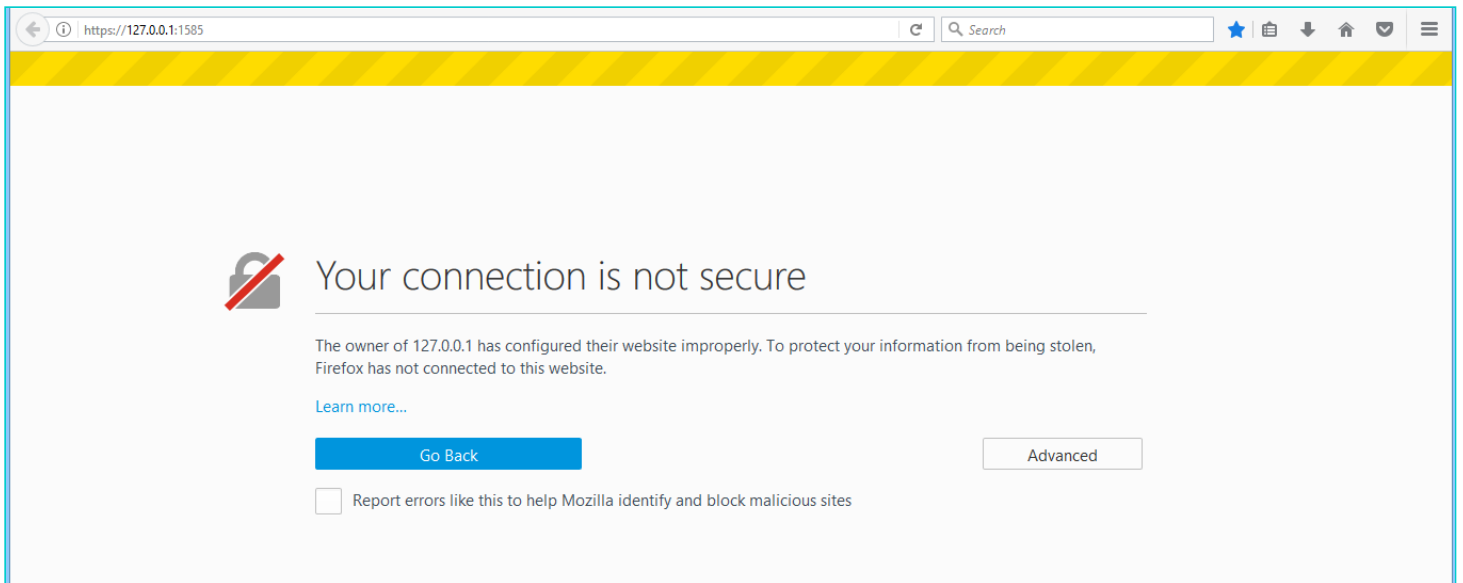 https://127.0.0.1:1585
Search
Your connection is not secure
The owner of 127.0.0.1 has configured their website improperly. To protect your information from being stolen,
Firefox has not connected to this website.
Learn more...
Go Back
Advanced
Report errors like this to help Mozilla identify and block malicious sites